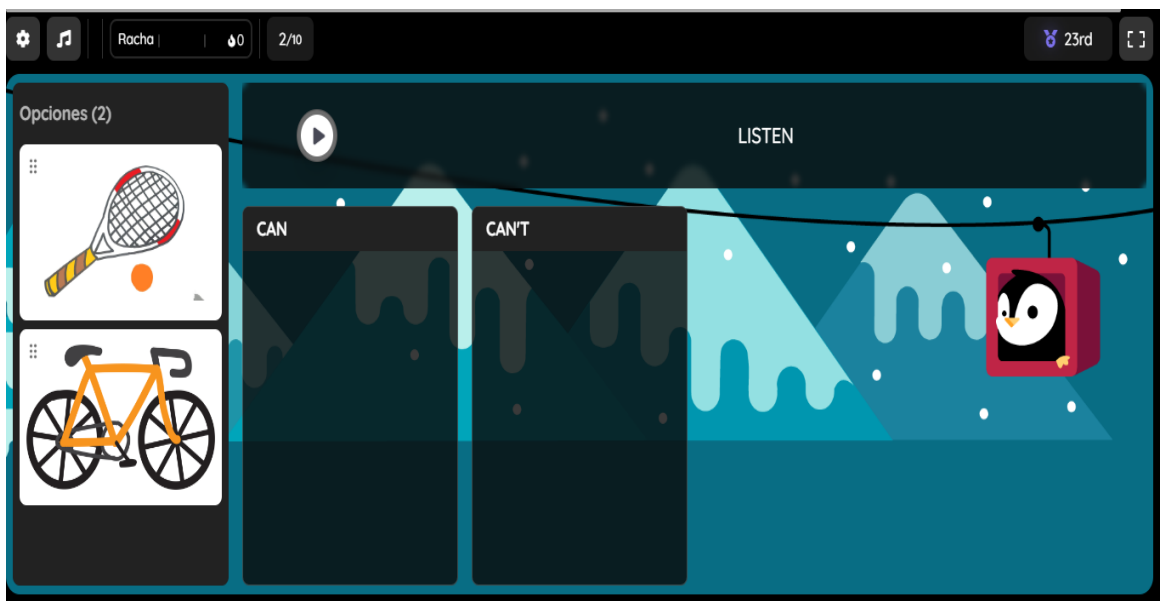 Racha 0 2/10 23rd
Opciones (2)
LISTEN
CAN
CAN'T